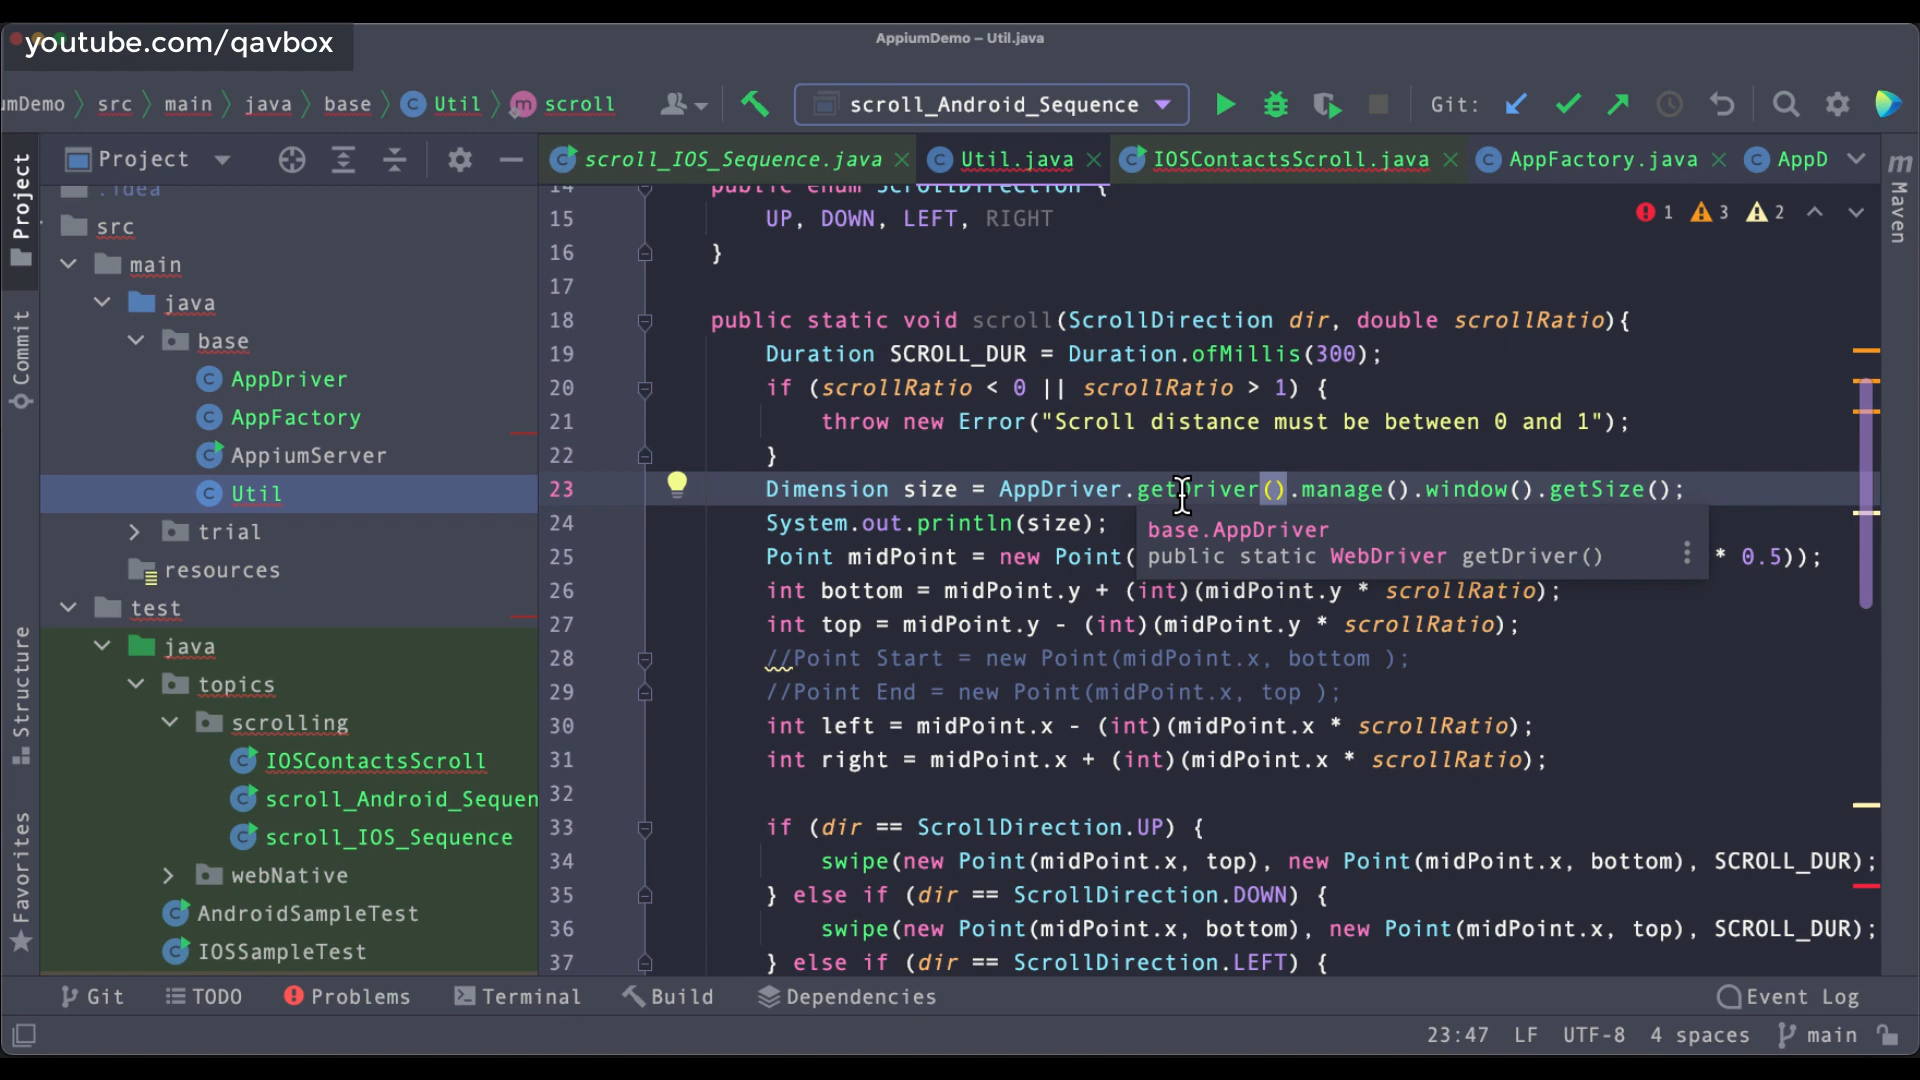 youtube.com/qavbox
AppiumDemo – Util.java
umDemo src main java base Util scroll
scroll_Android_Sequence
Git:
Project
scroll_IOS_Sequence.java
Util.java
IOSContactsScroll.java
AppFactory.java
AppD
Project
Commit
Structure
Favorites
Maven
.idea
src
main
java
base
AppDriver
AppFactory
AppiumServer
Util
trial
resources
test
java
topics
scrolling
IOSContactsScroll
scroll_Android_Sequen
scroll_IOS_Sequence
webNative
AndroidSampleTest
IOSSampleTest
1 3 2
14 public enum ScrollDirection {
15 UP, DOWN, LEFT, RIGHT
16 }
17
18 public static void scroll(ScrollDirection dir, double scrollRatio){
19 Duration SCROLL_DUR = Duration.ofMillis(300);
20 if (scrollRatio < 0 || scrollRatio > 1) {
21 throw new Error("Scroll distance must be between 0 and 1");
22 }
23 Dimension size = AppDriver.getDriver().manage().window().getSize();
24 System.out.println(size);
base.AppDriver
public static WebDriver getDriver()
25 Point midPoint = new Point( * 0.5));
26 int bottom = midPoint.y + (int)(midPoint.y * scrollRatio);
27 int top = midPoint.y - (int)(midPoint.y * scrollRatio);
28 //Point Start = new Point(midPoint.x, bottom );
29 //Point End = new Point(midPoint.x, top );
30 int left = midPoint.x - (int)(midPoint.x * scrollRatio);
31 int right = midPoint.x + (int)(midPoint.x * scrollRatio);
32
33 if (dir == ScrollDirection.UP) {
34 swipe(new Point(midPoint.x, top), new Point(midPoint.x, bottom), SCROLL_DUR);
35 } else if (dir == ScrollDirection.DOWN) {
36 swipe(new Point(midPoint.x, bottom), new Point(midPoint.x, top), SCROLL_DUR);
37 } else if (dir == ScrollDirection.LEFT) {
Git
TODO
Problems
Terminal
Build
Dependencies
Event Log
23:47 LF UTF-8 4 spaces main